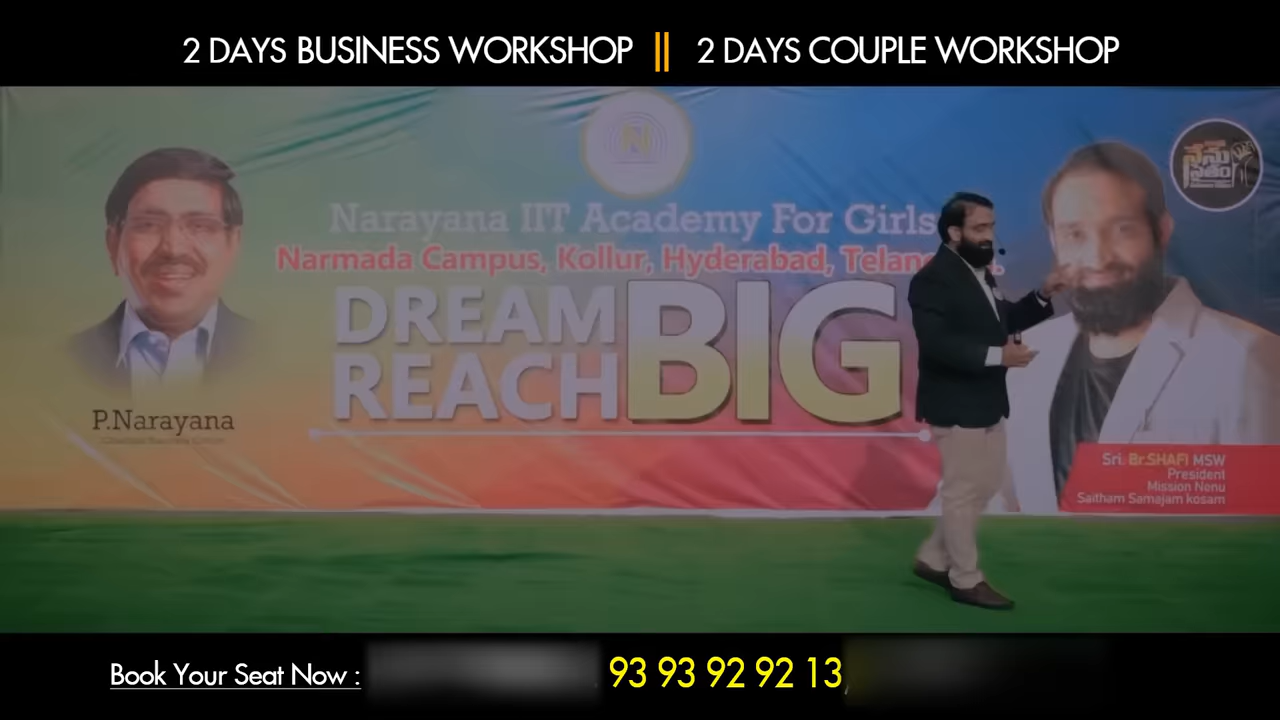 2 DAYS BUSINESS WORKSHOP || 2 DAYS COUPLE WORKSHOP
N
నేను
సైతం
Narayana IIT Academy For Girls
Narmada Campus, Kollur, Hyderabad,
DREAM BIG
REACH
P.Narayana
Sri. Br.SHAFI MSW
President
Mission Nenu
Saitham Samajam kosam
Book Your Seat Now : 93 93 92 92 13,